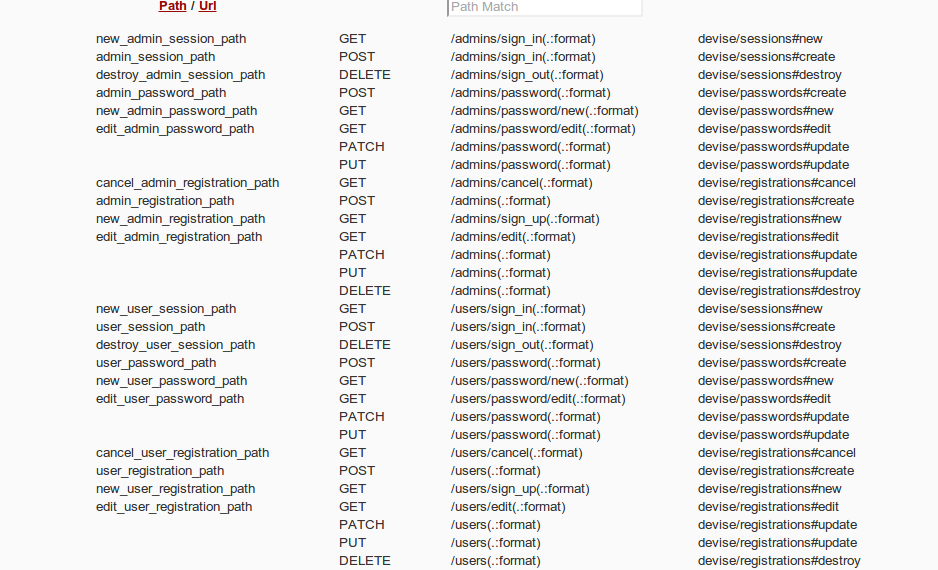 Path / Url Path Match
new_admin_session_path GET /admins/sign_in(.:format) devise/sessions#new
admin_session_path POST /admins/sign_in(.:format) devise/sessions#create
destroy_admin_session_path DELETE /admins/sign_out(.:format) devise/sessions#destroy
admin_password_path POST /admins/password(.:format) devise/passwords#create
new_admin_password_path GET /admins/password/new(.:format) devise/passwords#new
edit_admin_password_path GET /admins/password/edit(.:format) devise/passwords#edit
PATCH /admins/password(.:format) devise/passwords#update
PUT /admins/password(.:format) devise/passwords#update
cancel_admin_registration_path GET /admins/cancel(.:format) devise/registrations#cancel
admin_registration_path POST /admins(.:format) devise/registrations#create
new_admin_registration_path GET /admins/sign_up(.:format) devise/registrations#new
edit_admin_registration_path GET /admins/edit(.:format) devise/registrations#edit
PATCH /admins(.:format) devise/registrations#update
PUT /admins(.:format) devise/registrations#update
DELETE /admins(.:format) devise/registrations#destroy
new_user_session_path GET /users/sign_in(.:format) devise/sessions#new
user_session_path POST /users/sign_in(.:format) devise/sessions#create
destroy_user_session_path DELETE /users/sign_out(.:format) devise/sessions#destroy
user_password_path POST /users/password(.:format) devise/passwords#create
new_user_password_path GET /users/password/new(.:format) devise/passwords#new
edit_user_password_path GET /users/password/edit(.:format) devise/passwords#edit
PATCH /users/password(.:format) devise/passwords#update
PUT /users/password(.:format) devise/passwords#update
cancel_user_registration_path GET /users/cancel(.:format) devise/registrations#cancel
user_registration_path POST /users(.:format) devise/registrations#create
new_user_registration_path GET /users/sign_up(.:format) devise/registrations#new
edit_user_registration_path GET /users/edit(.:format) devise/registrations#edit
PATCH /users(.:format) devise/registrations#update
PUT /users(.:format) devise/registrations#update
DELETE /users(.:format) devise/registrations#destroy